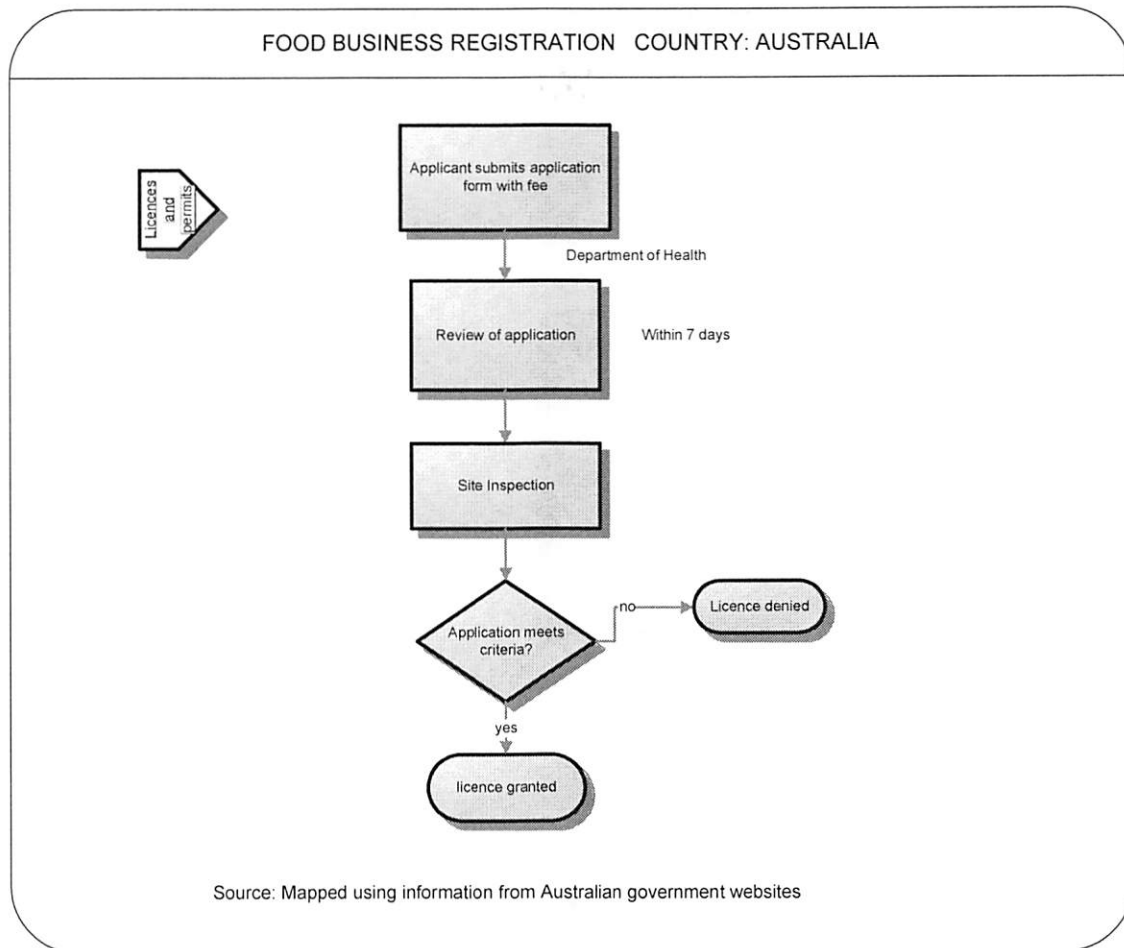 FOOD BUSINESS REGISTRATION COUNTRY: AUSTRALIA
Licences
and
permits
Applicant submits application
form with fee
Department of Health
Review of application
Within 7 days
Site Inspection
Application meets
criteria?
no
Licence denied
yes
licence granted
Source: Mapped using information from Australian government websites